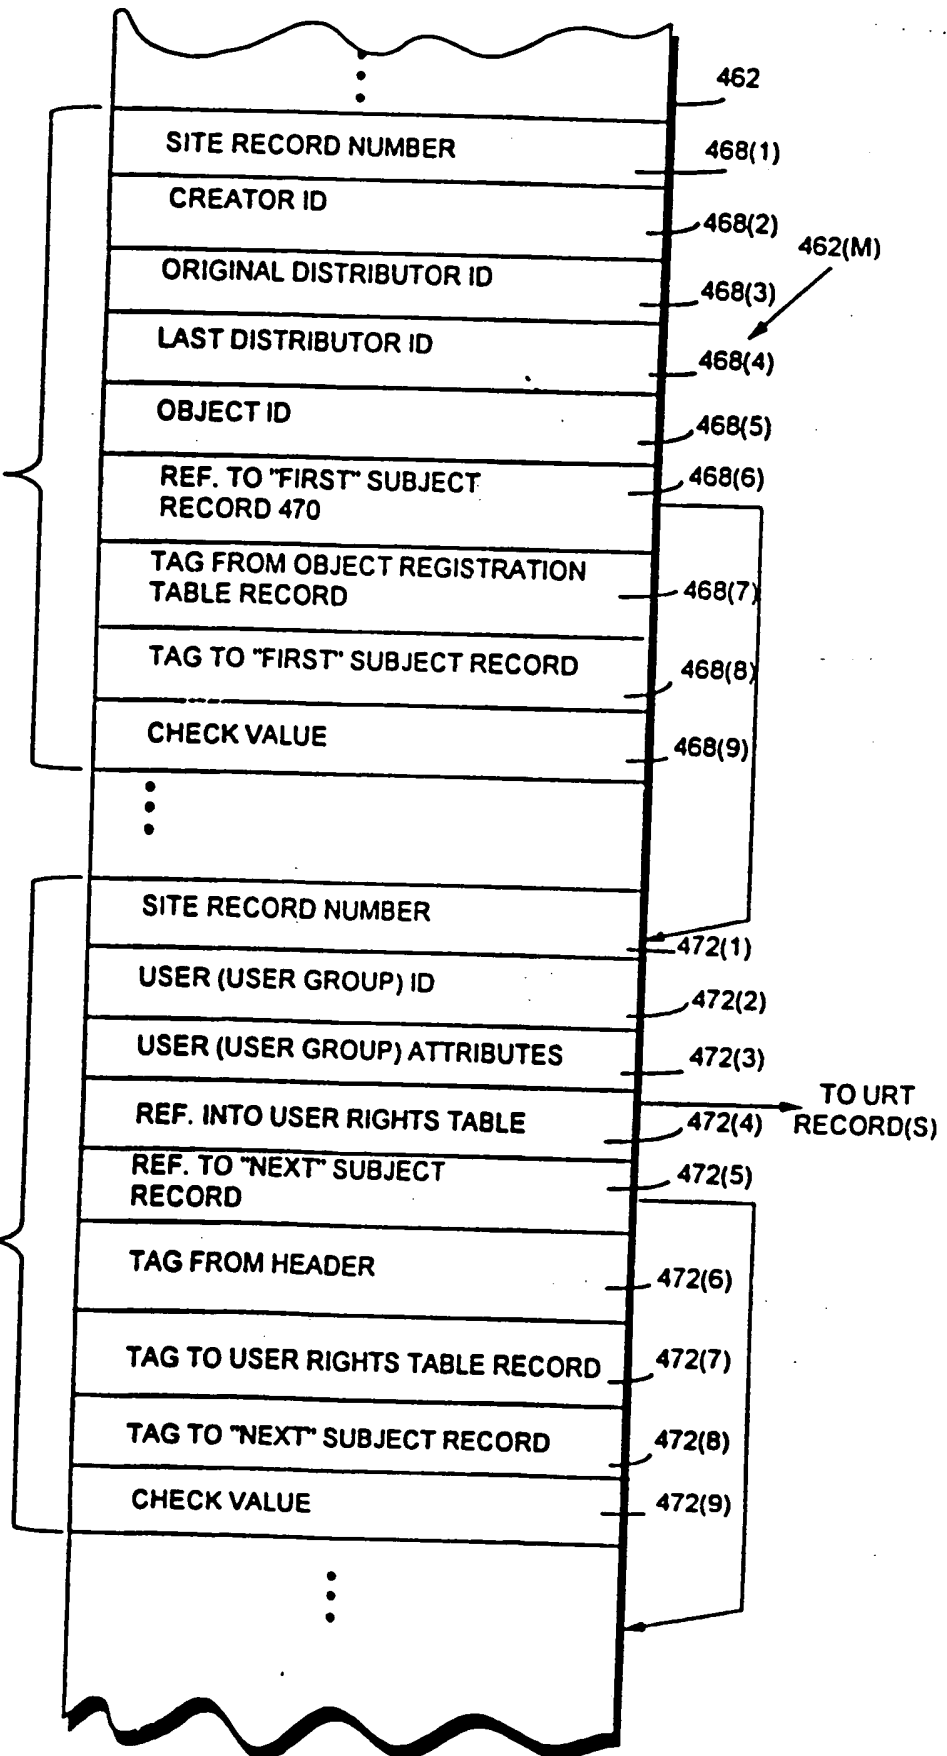 462
SITE RECORD NUMBER
468(1)
CREATOR ID
468(2)
462(M)
ORIGINAL DISTRIBUTOR ID
468(3)
LAST DISTRIBUTOR ID
468(4)
OBJECT ID
468(5)
REF. TO "FIRST" SUBJECT
RECORD 470
468(6)
TAG FROM OBJECT REGISTRATION
TABLE RECORD
468(7)
TAG TO "FIRST" SUBJECT RECORD
468(8)
CHECK VALUE
468(9)
SITE RECORD NUMBER
472(1)
USER (USER GROUP) ID
472(2)
USER (USER GROUP) ATTRIBUTES
472(3)
REF. INTO USER RIGHTS TABLE
472(4)
TO URT
RECORD(S)
REF. TO "NEXT" SUBJECT
RECORD
472(5)
TAG FROM HEADER
472(6)
TAG TO USER RIGHTS TABLE RECORD
472(7)
TAG TO "NEXT" SUBJECT RECORD
472(8)
CHECK VALUE
472(9)